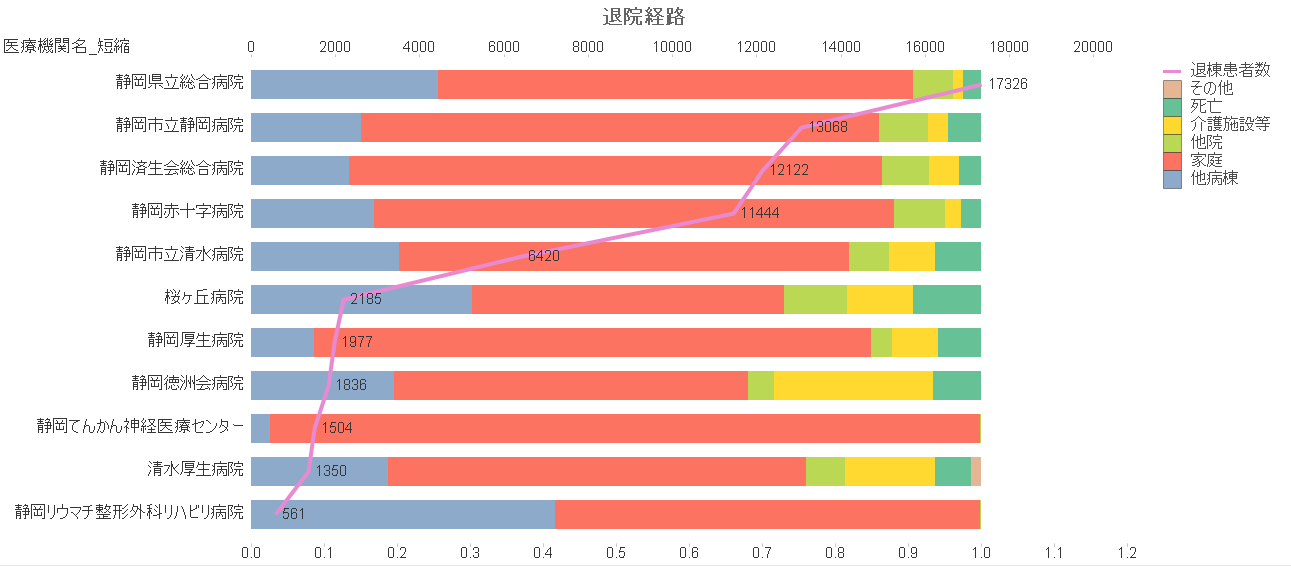 退院経路
医療機関名_短縮
0 2000 4000 6000 8000 10000 12000 14000 16000 18000 20000
静岡県立総合病院 17326
静岡市立静岡病院 13068
静岡済生会総合病院 12122
静岡赤十字病院 11444
静岡市立清水病院 6420
桜ヶ丘病院 2185
静岡厚生病院 1977
静岡徳洲会病院 1836
静岡てんかん神経医療センター 1504
清水厚生病院 1350
静岡リウマチ整形外科リハビリ病院 561
0.0 0.1 0.2 0.3 0.4 0.5 0.6 0.7 0.8 0.9 1.0 1.1 1.2
退棟患者数
その他
死亡
介護施設等
他院
家庭
他病棟